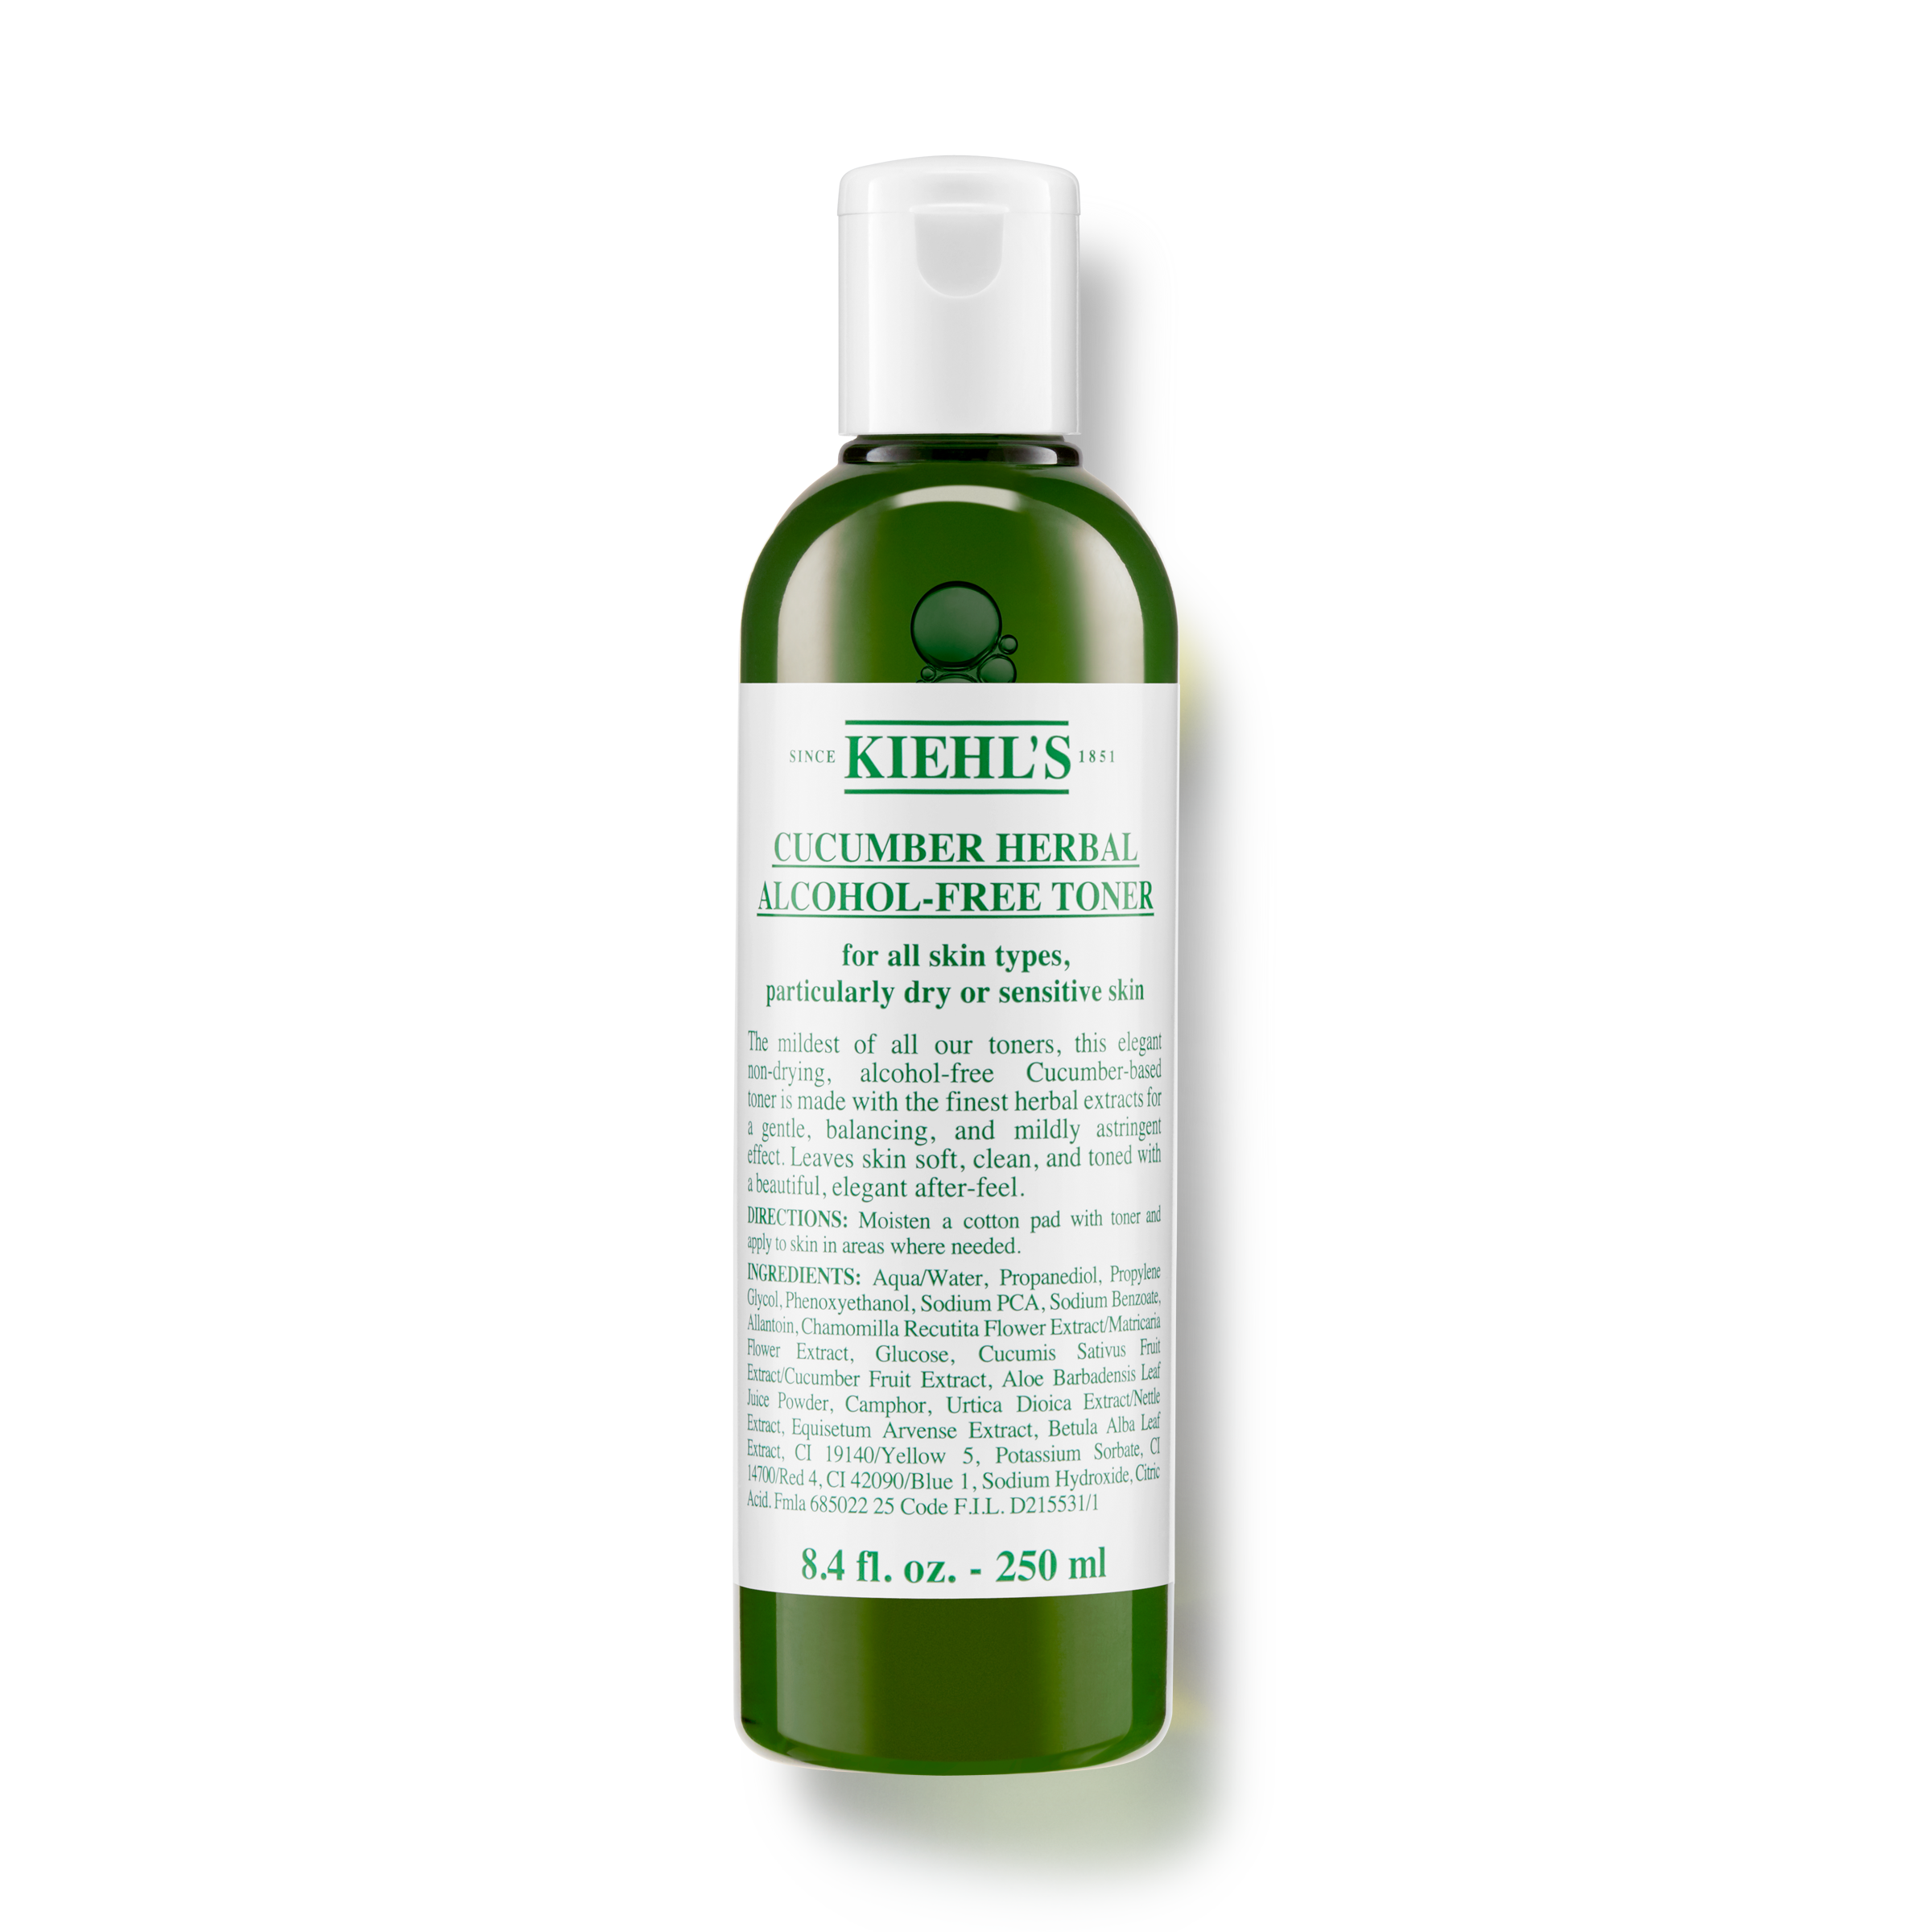 SINCE KIEHL'S 1851
CUCUMBER HERBAL
ALCOHOL-FREE TONER
for all skin types,
particularly dry or sensitive skin
The mildest of all our toners, this elegant
non-drying, alcohol-free Cucumber-based
toner is made with the finest herbal extracts for
a gentle, balancing, and mildly astringent
effect. Leaves skin soft, clean, and toned with
a beautiful, elegant after-feel.
DIRECTIONS: Moisten a cotton pad with toner and
apply to skin in areas where needed.
INGREDIENTS: Aqua/Water, Propanediol, Propylene
Glycol, Phenoxyethanol, Sodium PCA, Sodium Benzoate,
Allantoin, Chamomilla Recutita Flower Extract/Matricaria
Flower Extract, Glucose, Cucumis Sativus Fruit
Extract/Cucumber Fruit Extract, Aloe Barbadensis Leaf
Juice Powder, Camphor, Urtica Dioica Extract/Nettle
Extract, Equisetum Arvense Extract, Betula Alba Leaf
Extract, CI 19140/Yellow 5, Potassium Sorbate, CI
14700/Red 4, CI 42090/Blue 1, Sodium Hydroxide, Citric
Acid. Fmla 685022 25 Code F.I.L. D215531/1
8.4 fl. oz. - 250 ml